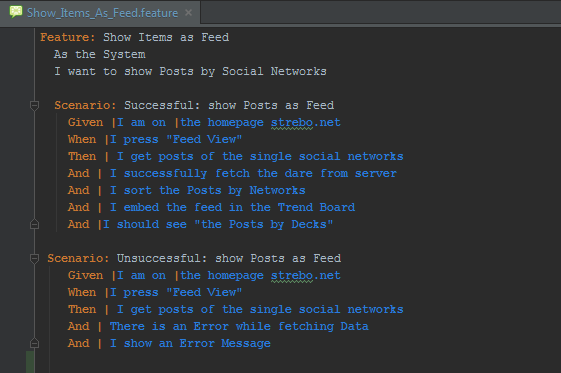 Show_Items_As_Feed.feature
Feature: Show Items as Feed
As the System
I want to show Posts by Social Networks
Scenario: Successful: show Posts as Feed
Given |I am on |the homepage strebo.net
When |I press "Feed View"
Then | I get posts of the single social networks
And | I successfully fetch the dare from server
And | I sort the Posts by Networks
And | I embed the feed in the Trend Board
And |I should see "the Posts by Decks"
Scenario: Unsuccessful: show Posts as Feed
Given |I am on |the homepage strebo.net
When |I press "Feed View"
Then | I get posts of the single social networks
And | There is an Error while fetching Data
And | I show an Error Message